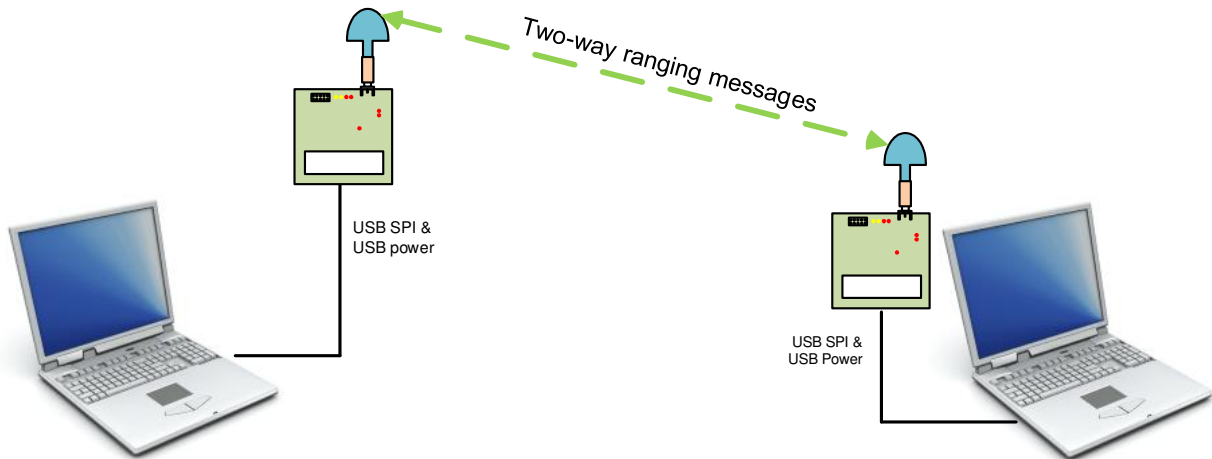 Two-way ranging messages
USB SPI &
USB power
USB SPI &
USB Power